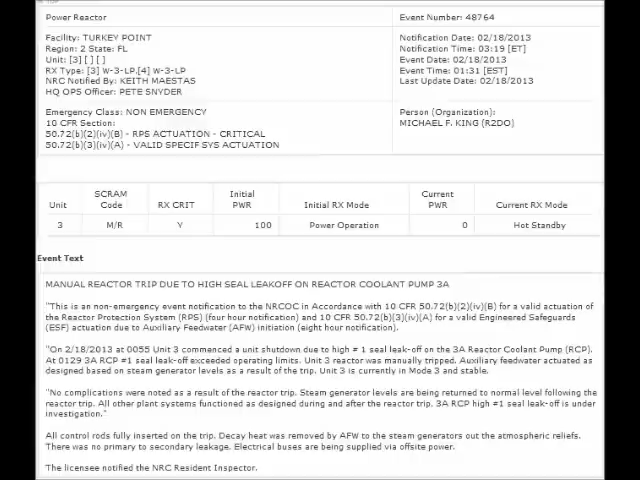 Power Reactor
Event Number: 48764
Facility: TURKEY POINT
Region: 2 State: FL
Unit: [3] [ ] [ ]
RX Type: [3] W-3-LP,[4] W-3-LP
NRC Notified By: KEITH MAESTAS
HQ OPS Officer: PETE SNYDER
Notification Date: 02/18/2013
Notification Time: 03:19 [ET]
Event Date: 02/18/2013
Event Time: 01:31 [EST]
Last Update Date: 02/18/2013
Emergency Class: NON EMERGENCY
10 CFR Section:
50.72(b)(2)(iv)(B) - RPS ACTUATION - CRITICAL
50.72(b)(3)(iv)(A) - VALID SPECIF SYS ACTUATION
Person (Organization):
MICHAEL F. KING (R2DO)
Unit SCRAM Code RX CRIT Initial PWR Initial RX Mode Current PWR Current RX Mode
3 M/R Y 100 Power Operation 0 Hot Standby
Event Text
MANUAL REACTOR TRIP DUE TO HIGH SEAL LEAKOFF ON REACTOR COOLANT PUMP 3A
"This is an non-emergency event notification to the NRCOC in Accordance with 10 CFR 50.72(b)(2)(iv)(B) for a valid actuation of
the Reactor Protection System (RPS) (four hour notification) and 10 CFR 50.72(b)(3)(iv)(A) for a valid Engineered Safeguards
(ESF) actuation due to Auxiliary Feedwater (AFW) initiation (eight hour notification).
"On 2/18/2013 at 0055 Unit 3 commenced a unit shutdown due to high # 1 seal leak-off on the 3A Reactor Coolant Pump (RCP).
At 0129 3A RCP #1 seal leak-off exceeded operating limits. Unit 3 reactor was manually tripped. Auxiliary feedwater actuated as
designed based on steam generator levels as a result of the trip. Unit 3 is currently in Mode 3 and stable.
"No complications were noted as a result of the reactor trip. Steam generator levels are being returned to normal level following the
reactor trip. All other plant systems functioned as designed during and after the reactor trip. 3A RCP high #1 seal leak-off is under
investigation."
All control rods fully inserted on the trip. Decay heat was removed by AFW to the steam generators out the atmospheric reliefs.
There was no primary to secondary leakage. Electrical buses are being supplied via offsite power.
The licensee notified the NRC Resident Inspector.